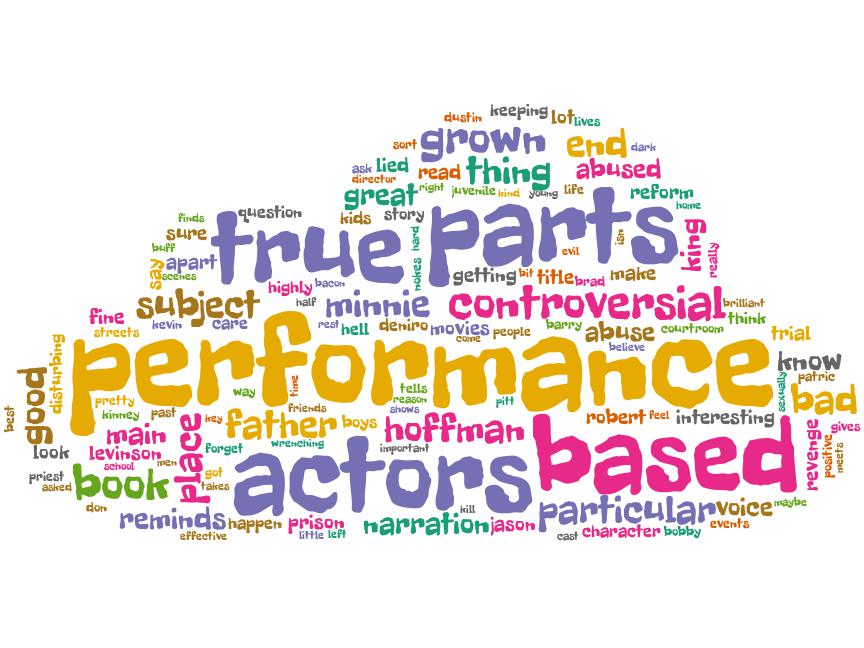 dustin keeping lot lives
sort grown end dark
ask lied read thing abused
director great right juvenile kind young life reform
home
finds question kids story
sure true parts king
buff hard evil isn really
say apart nokes getting bit title brad make
scenes
highly bacon
subject half minnie controversial brilliant
fine kevin care rest hell deniro movies come people barry abuse courtroom think
streets believe trial
disturbing performance know
patric
good pretty way time tells reason pitt sexually bad
best kinney past friends shows
key father boys hoffman robert feel interesting gives
main place forget wrenching important based revenge positive
look levinson men meets
school
priest book got actors
asked takes
don kill particular voice maybe
reminds happen prison narration jason events
effective little left cast character bobby